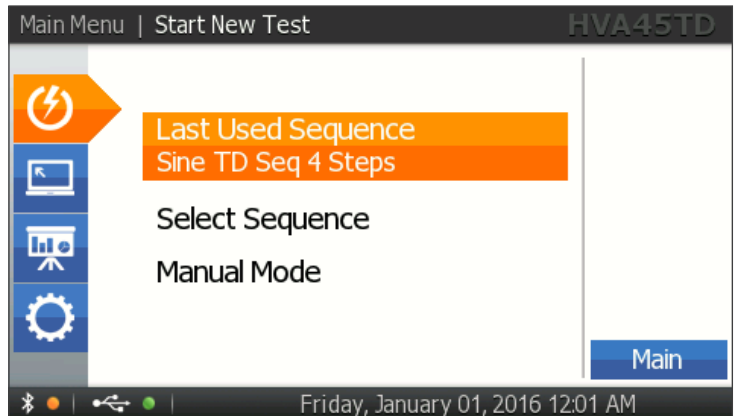 Main Menu | Start New Test
HVA45TD
Last Used Sequence
Sine TD Seq 4 Steps
Select Sequence
Manual Mode
Main
Friday, January 01, 2016 12:01 AM